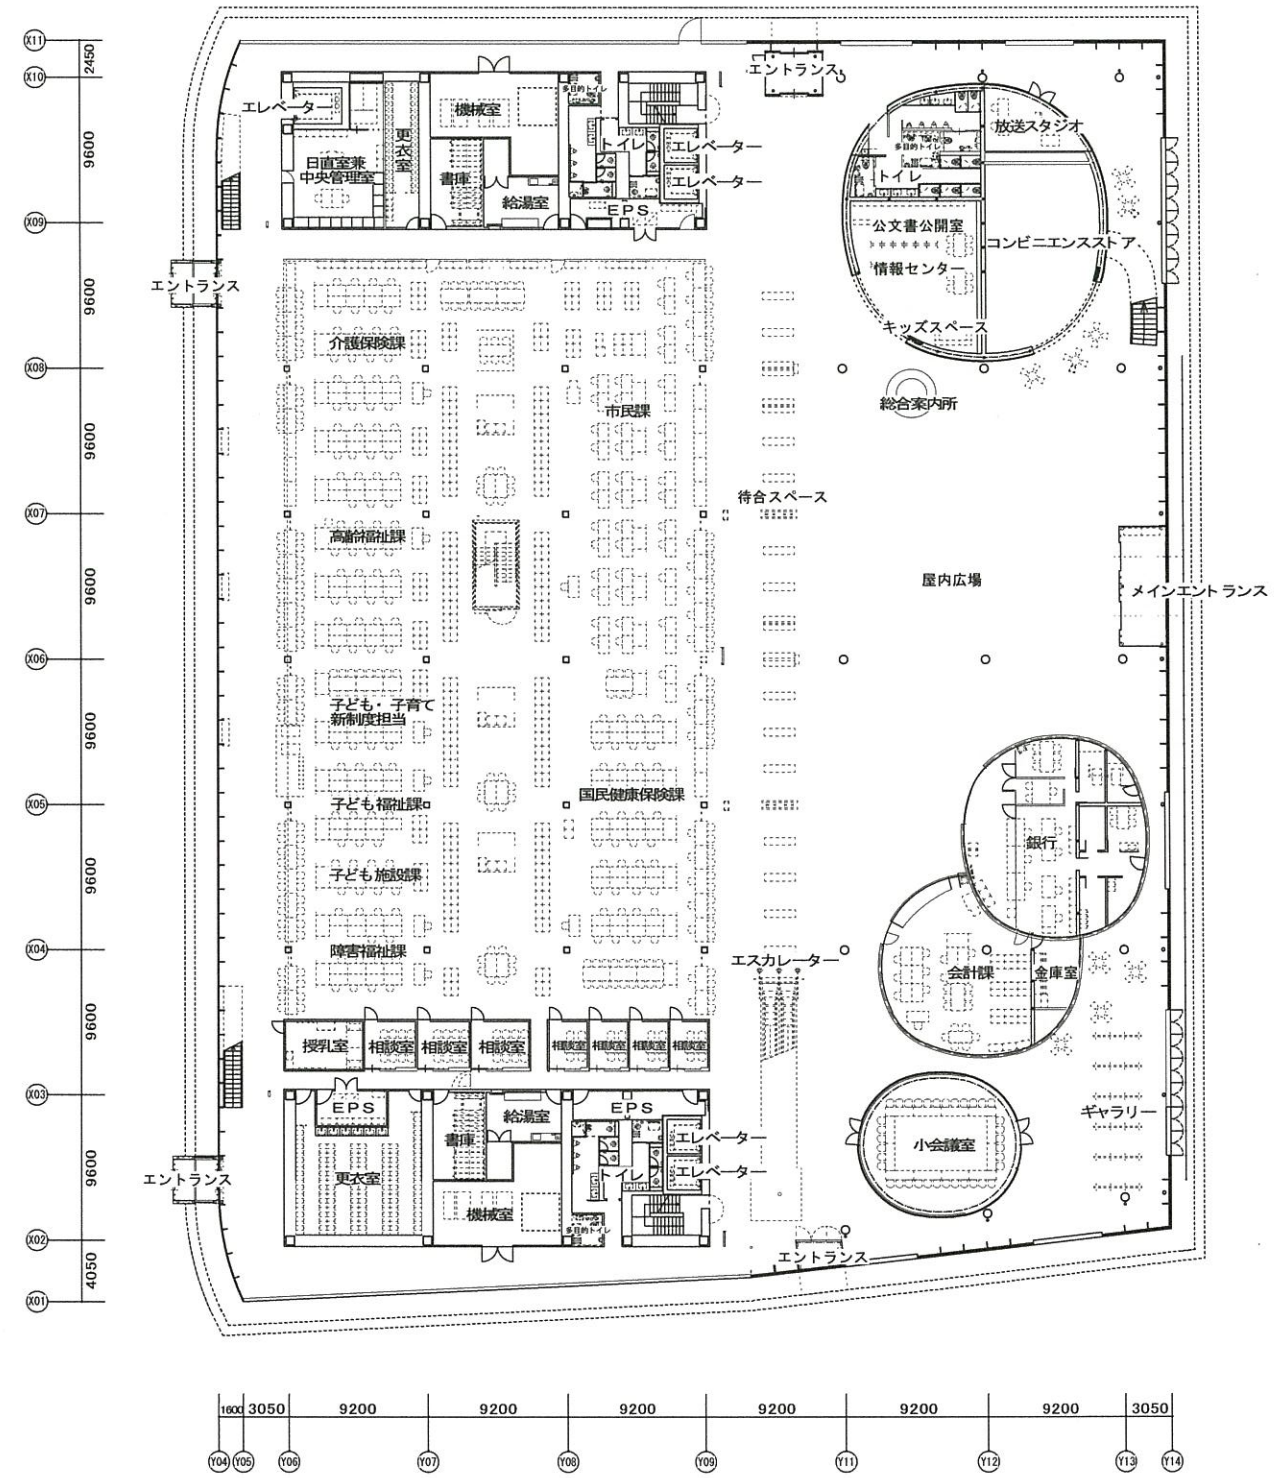 X11
2450
X10
エントランス
エレベーター
機械室
多目的トイレ
更衣室
トイレ
エレベーター
エレベーター
放送スタジオ
多目的トイレ
トイレ
9600
日直室兼
中央管理室
書庫
給湯室
EPS
X09
公文書公開室
コンビニエンスストア
情報センター
エントランス
9600
キッズスペース
介護保険課
X08
総合案内所
市民課
9600
待合スペース
X07
高齢福祉課
屋内広場
9600
メインエントランス
X06
子ども・子育て
新制度担当
9600
国民健康保険課
X05
子ども福祉課
銀行
9600
子ども施設課
X04
障害福祉課
エスカレーター
会計課
金庫室
9600
授乳室
相談室
相談室
相談室
相談室
相談室
相談室
相談室
X03
EPS
給湯室
EPS
ギャラリー
書庫
エレベーター
小会議室
9600
エントランス
更衣室
トイレ
エレベーター
機械室
多目的トイレ
X02
エントランス
4050
X01
1600 3050 9200 9200 9200 9200 9200 9200 3050
Y04 Y05 Y06 Y07 Y08 Y09 Y11 Y12 Y13 Y14